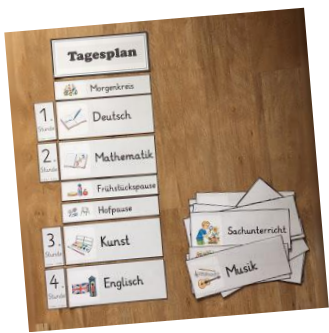 Tagesplan
Morgenkreis
1. Stunde
Deutsch
2. Stunde
Mathematik
Frühstückspause
Hofpause
3. Stunde
Kunst
4. Stunde
Englisch
Sachunterricht
Musik